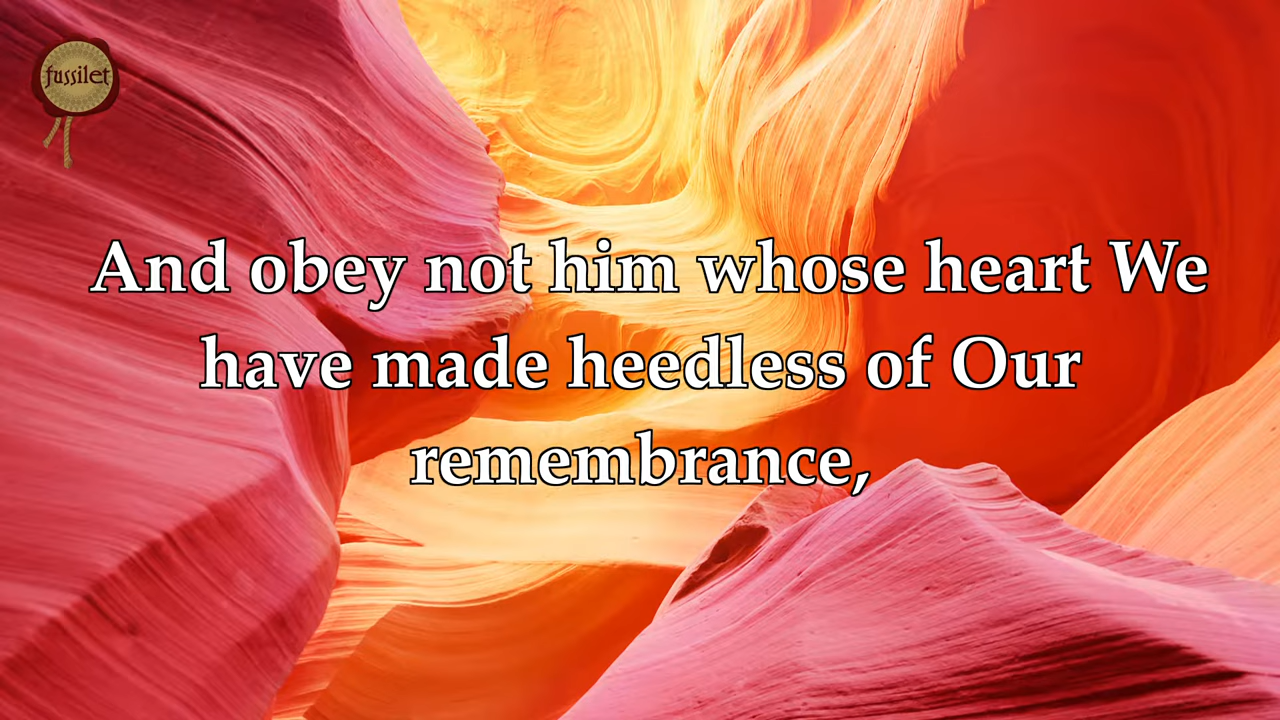 fussilet
And obey not him whose heart We
have made heedless of Our
remembrance,